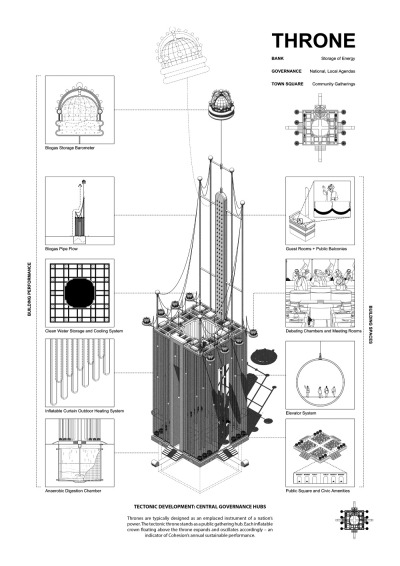 THRONE
BANK Storage of Energy
GOVERNANCE National, Local Agendas
TOWN SQUARE Community Gatherings
Biogas Storage Barometer
Biogas Pipe Flow
Guest Rooms + Public Balconies
BUILDING PERFORMANCE
BUILDING SPACES
Clean Water Storage and Cooling System
Debating Chambers and Meeting Rooms
Inflatable Curtain Outdoor Heating System
Elevator System
Anaerobic Digestion Chamber
Public Square and Civic Amenities
TECTONIC DEVELOPMENT: CENTRAL GOVERNANCE HUBS
Thrones are typically designed as an emplaced instrument of a nation's
power. The tectonic throne stands as a public gathering hub. Each inflatable
crown floating above the throne expands and oscillates accordingly – an
indicator of Cohesion's annual sustainable performance.